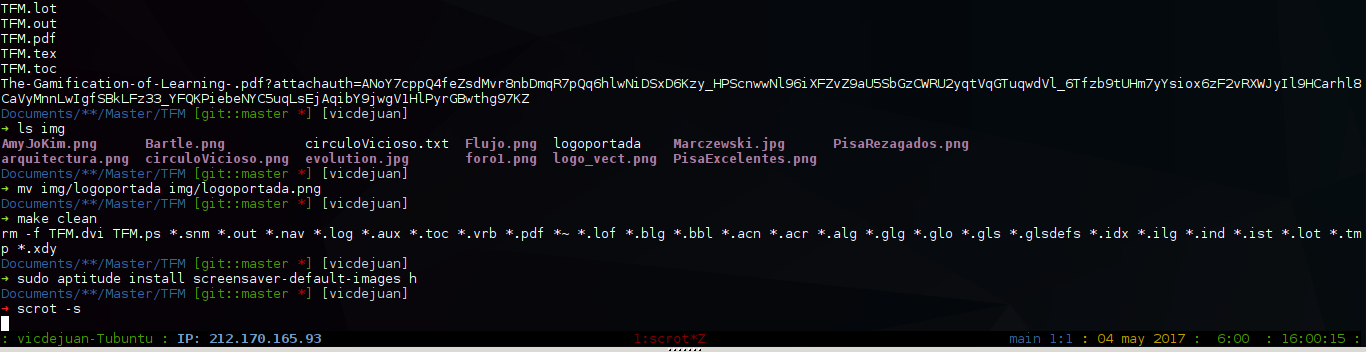 TFM.lot
TFM.out
TFM.pdf
TFM.tex
TFM.toc
The-Gamification-of-Learning-.pdf?attachauth=ANoY7cppQ4feZsdMvr8nbDmqR7pQq6hlwNiDSxD6Kzy_HPScnwwNl96iXFZvZ9aU5SbGzCWRU2yqtVqGTuqwdVl_6Tfzb9tUHm7yYsiox6zF2vRXWJyIl9HCarhl8
CaVyMnnLwIgfSBkLFz33_YFQKPiebeNYC5uqLsEjAqibY9jwgV1HlPyrGBwthg97KZ
Documents/**/Master/TFM [git::master *] [vicdejuan]
➜ ls img
AmyJoKim.png Bartle.png circuloVicioso.txt Flujo.png logoportada Marczewski.jpg PisaRezagados.png
arquitectura.png circuloVicioso.png evolution.jpg foro1.png logo_vect.png PisaExcelentes.png
Documents/**/Master/TFM [git::master *] [vicdejuan]
➜ mv img/logoportada img/logoportada.png
Documents/**/Master/TFM [git::master *] [vicdejuan]
➜ make clean
rm -f TFM.dvi TFM.ps *.snm *.out *.nav *.log *.aux *.toc *.vrb *.pdf *~ *.lof *.blg *.bbl *.acn *.acr *.alg *.glg *.glo *.gls *.glsdefs *.idx *.ilg *.ind *.ist *.lot *.tm
p *.xdy
Documents/**/Master/TFM [git::master *] [vicdejuan]
➜ sudo aptitude install screensaver-default-images h
Documents/**/Master/TFM [git::master *] [vicdejuan]
➜ scrot -s
: vicdejuan-Tubuntu : IP: 212.170.165.93 1:scrot*Z main 1:1 : 04 may 2017 : 6:00 : 16:00:15 :